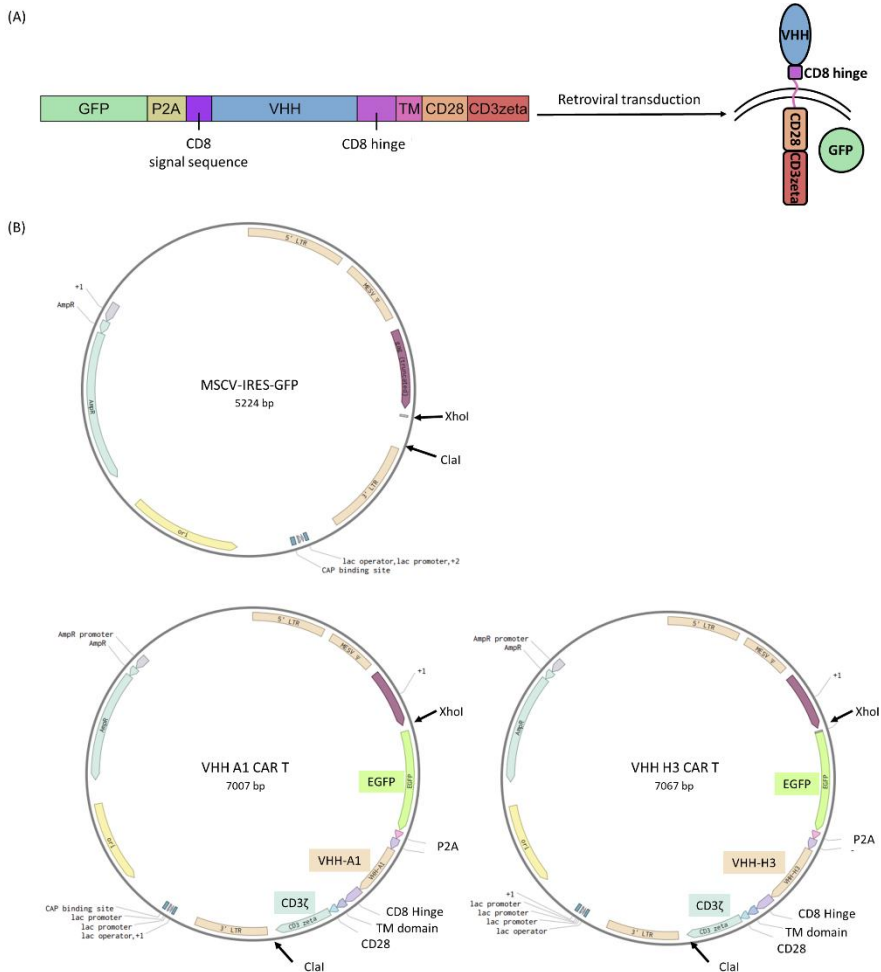 (A)
GFP
P2A
VHH
TM
CD28
CD3zeta
CD8
signal sequence
CD8 hinge
Retroviral transduction
VHH
CD8 hinge
CD28
CD3zeta
GFP
(B)
5' LTR
MESV Ψ
gag (truncated)
+1
AmpR
AmpR
MSCV-IRES-GFP
5224 bp
XhoI
ClaI
3' LTR
ori
lac operator,lac promoter,+2
CAP binding site
5' LTR
MESV Ψ
AmpR promoter
AmpR
AmpR
+1
XhoI
VHH A1 CAR T
7007 bp
EGFP
EGFP
P2A
VHH-A1
VHH-A1
ori
CD3ζ
CD3 zeta
CD8 Hinge
TM domain
CD28
CAP binding site
lac promoter
lac promoter
lac operator,+1
3' LTR
ClaI
5' LTR
MESV Ψ
AmpR promoter
AmpR
AmpR
+1
XhoI
VHH H3 CAR T
7067 bp
EGFP
EGFP
P2A
-
VHH-H3
VHH-H3
ori
CD3ζ
CD3 zeta
CD8 Hinge
TM domain
CD28
+1
lac promoter
lac promoter
lac promoter
lac operator
3' LTR
ClaI